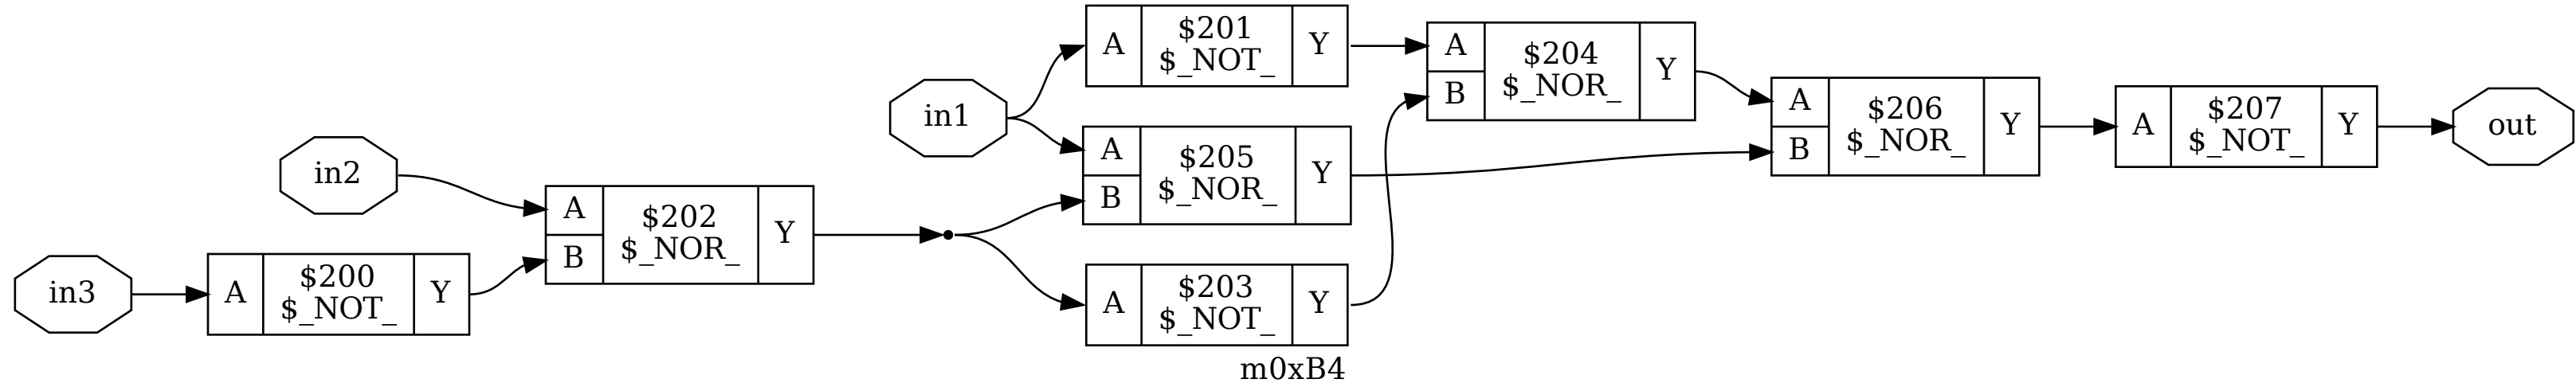 in3
A
$200
$_NOT_
Y
in2
A
B
$202
$_NOR_
Y
in1
A
$201
$_NOT_
Y
A
B
$205
$_NOR_
Y
A
$203
$_NOT_
Y
A
B
$204
$_NOR_
Y
A
B
$206
$_NOR_
Y
A
$207
$_NOT_
Y
out
m0xB4